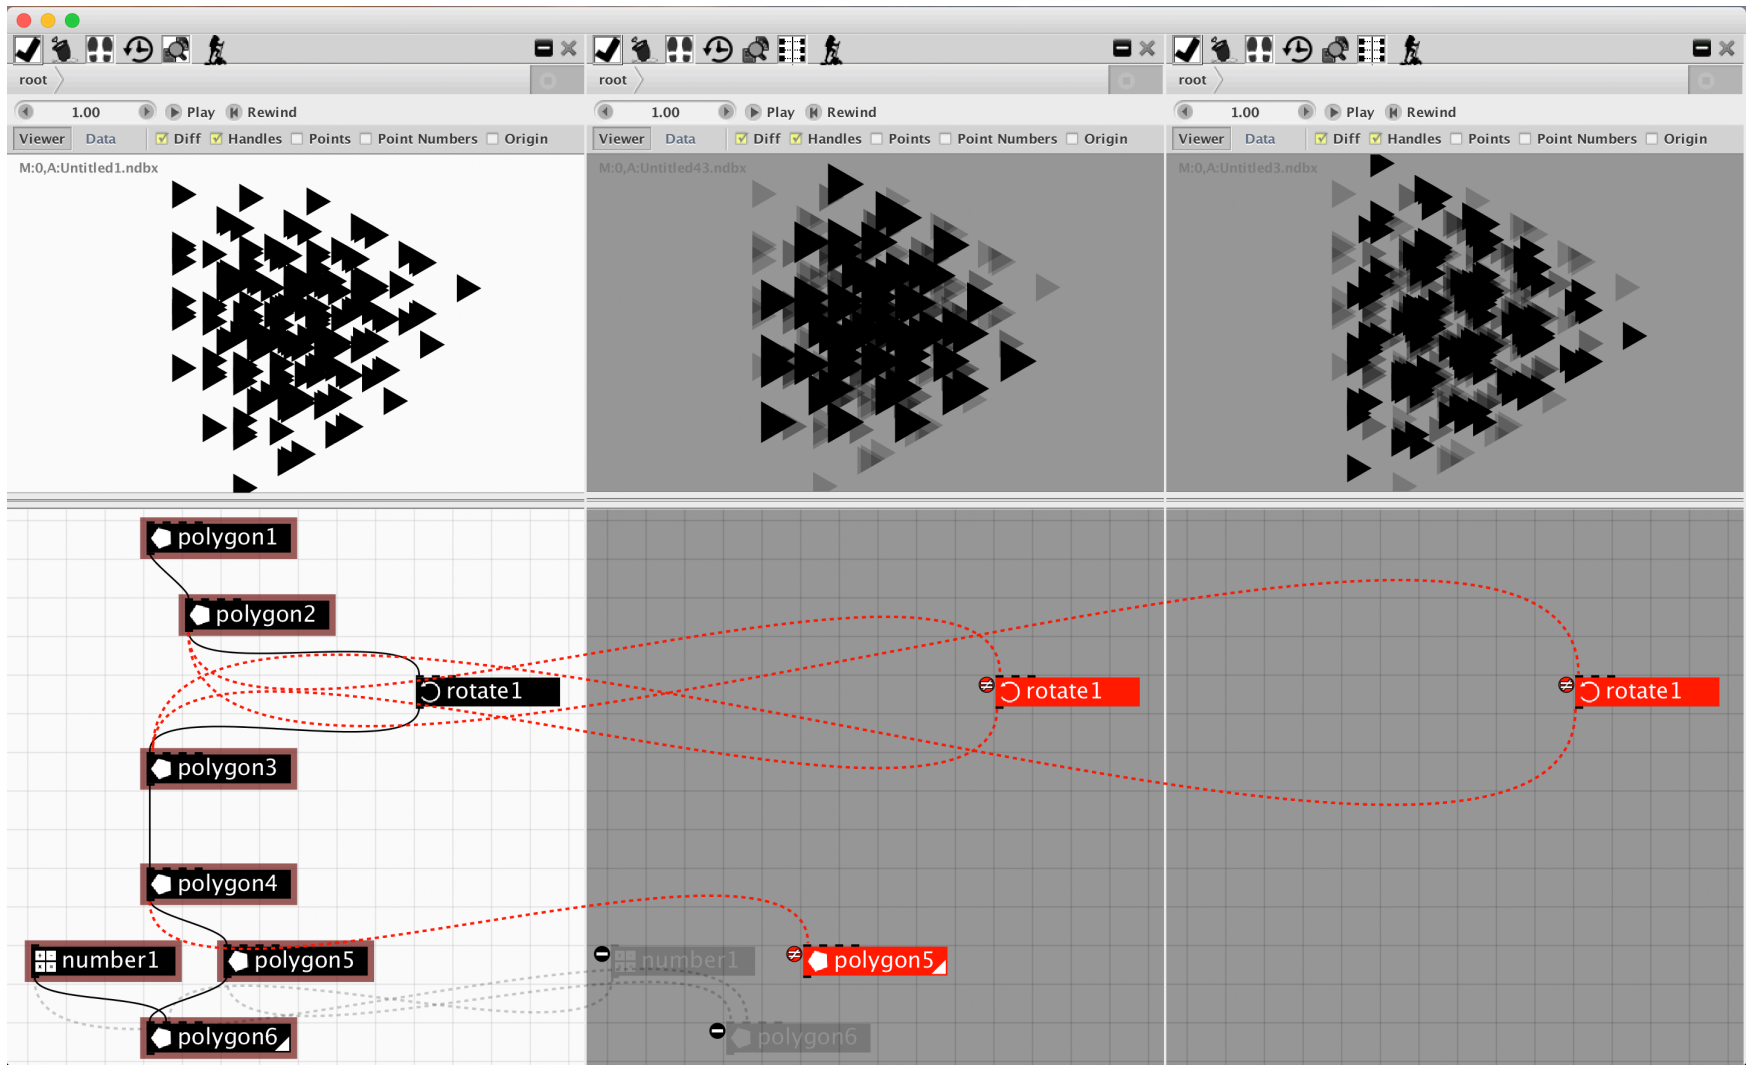 root
1.00 Play Rewind
Viewer Data Diff Handles Points Point Numbers Origin
M:0,A:Untitled1.ndbx
polygon1
polygon2
rotate1
polygon3
polygon4
number1 polygon5
polygon6
root
1.00 Play Rewind
Viewer Data Diff Handles Points Point Numbers Origin
M:0,A:Untitled43.ndbx
rotate1
number1 polygon5
polygon6
root
1.00 Play Rewind
Viewer Data Diff Handles Points Point Numbers Origin
M:0,A:Untitled3.ndbx
rotate1